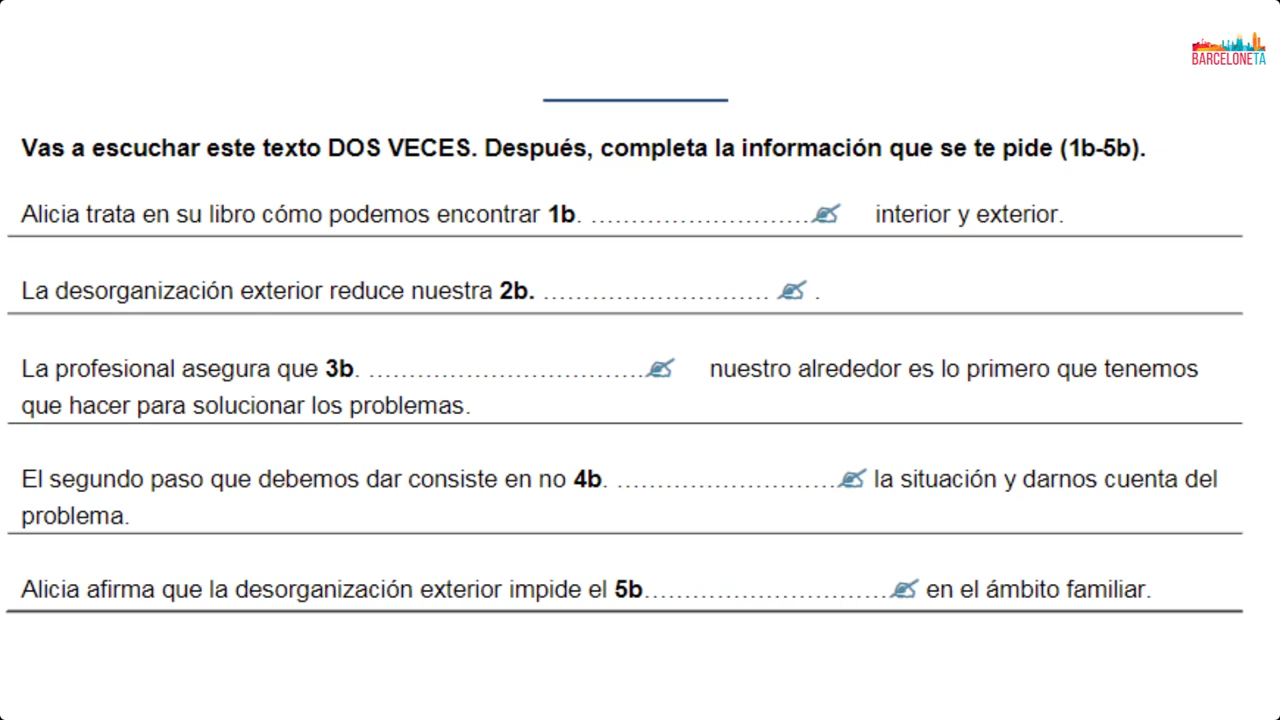 BARCELONETA
Vas a escuchar este texto DOS VECES. Después, completa la información que se te pide (1b-5b).
Alicia trata en su libro cómo podemos encontrar 1b. ........................... interior y exterior.
La desorganización exterior reduce nuestra 2b. ............................ .
La profesional asegura que 3b. .................................. nuestro alrededor es lo primero que tenemos
que hacer para solucionar los problemas.
El segundo paso que debemos dar consiste en no 4b. ........................... la situación y darnos cuenta del
problema.
Alicia afirma que la desorganización exterior impide el 5b.............................. en el ámbito familiar.